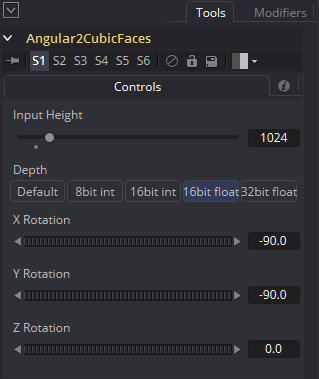 Tools Modifiers
Angular2CubicFaces
S1 S2 S3 S4 S5 S6
Controls
Input Height
1024
Depth
Default 8bit int 16bit int 16bit float 32bit float
X Rotation
-90.0
Y Rotation
-90.0
Z Rotation
0.0